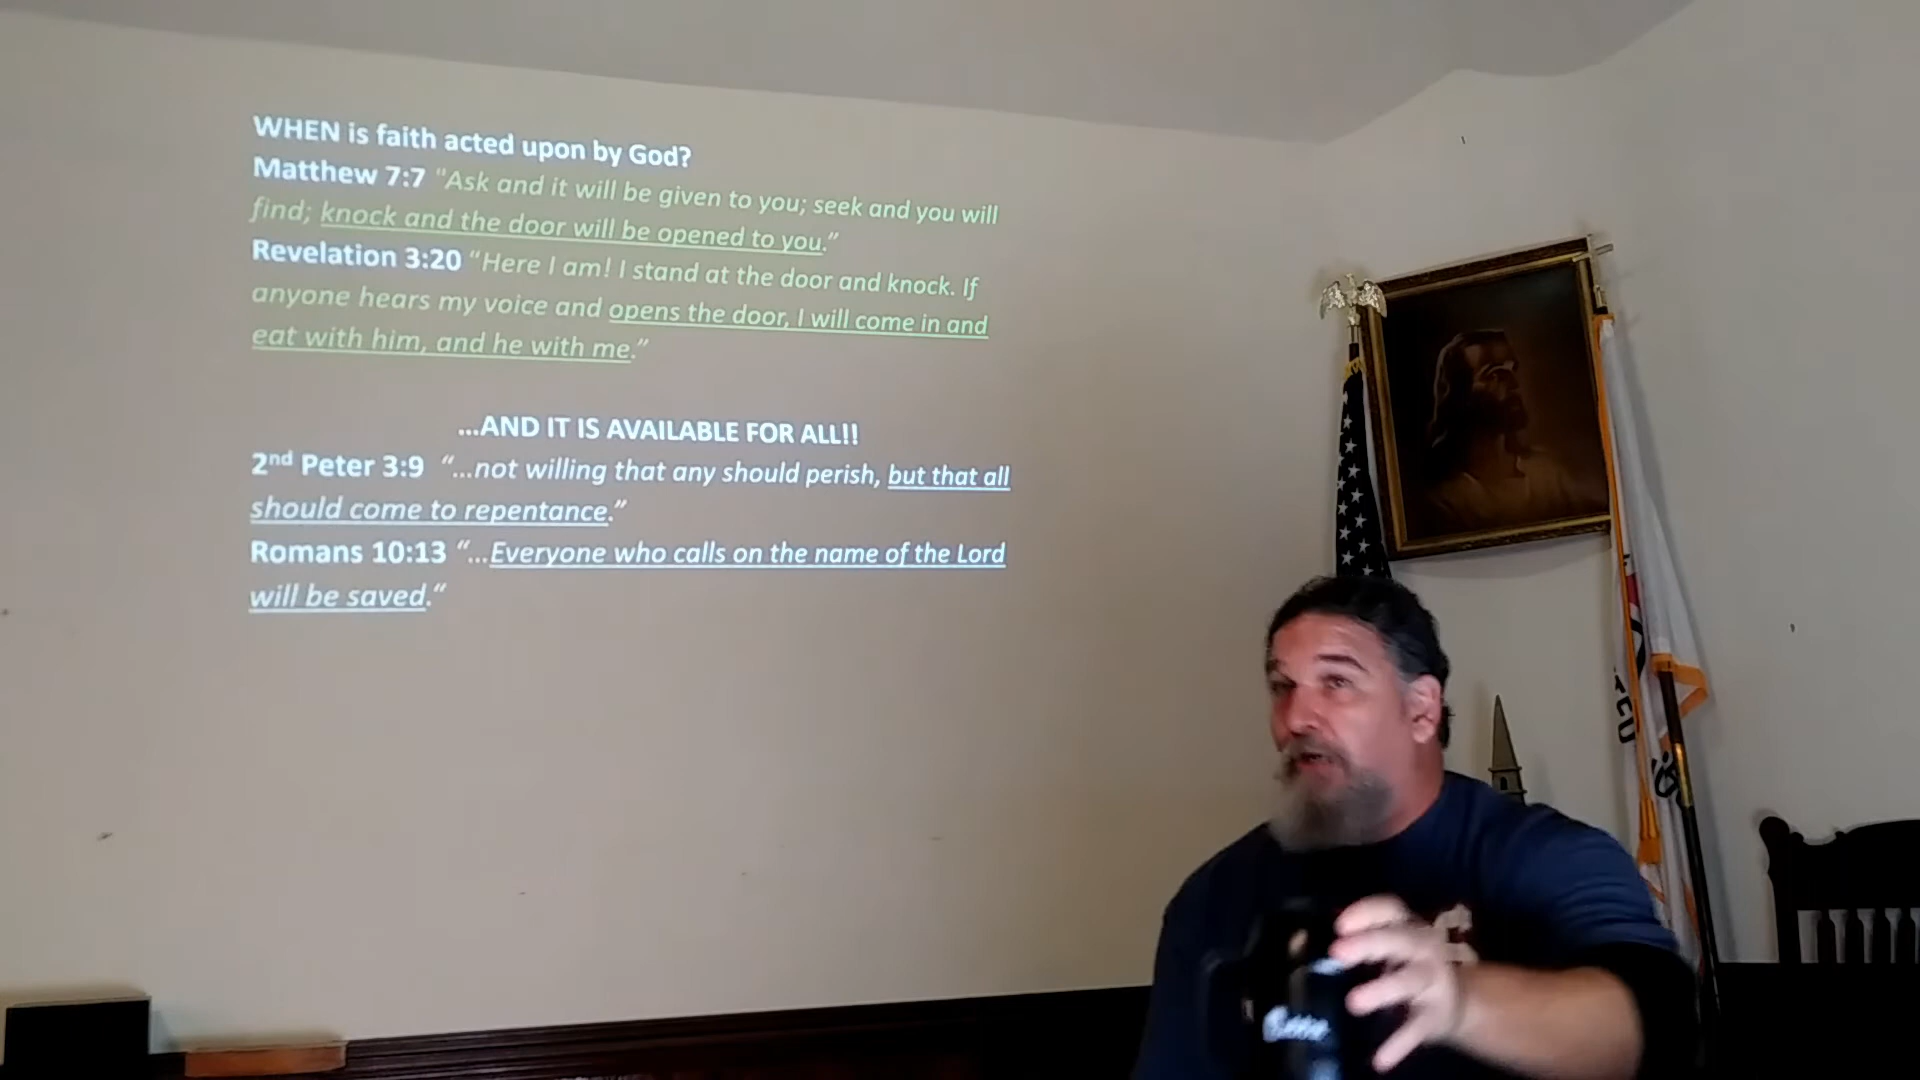 WHEN is faith acted upon by God?
Matthew 7:7 "Ask and it will be given to you; seek and you will
find; knock and the door will be opened to you.”
Revelation 3:20 “Here I am! I stand at the door and knock. If
anyone hears my voice and opens the door, I will come in and
eat with him, and he with me.”
...AND IT IS AVAILABLE FOR ALL!!
2nd Peter 3:9 “...not willing that any should perish, but that all
should come to repentance.”
Romans 10:13 “...Everyone who calls on the name of the Lord
will be saved.“